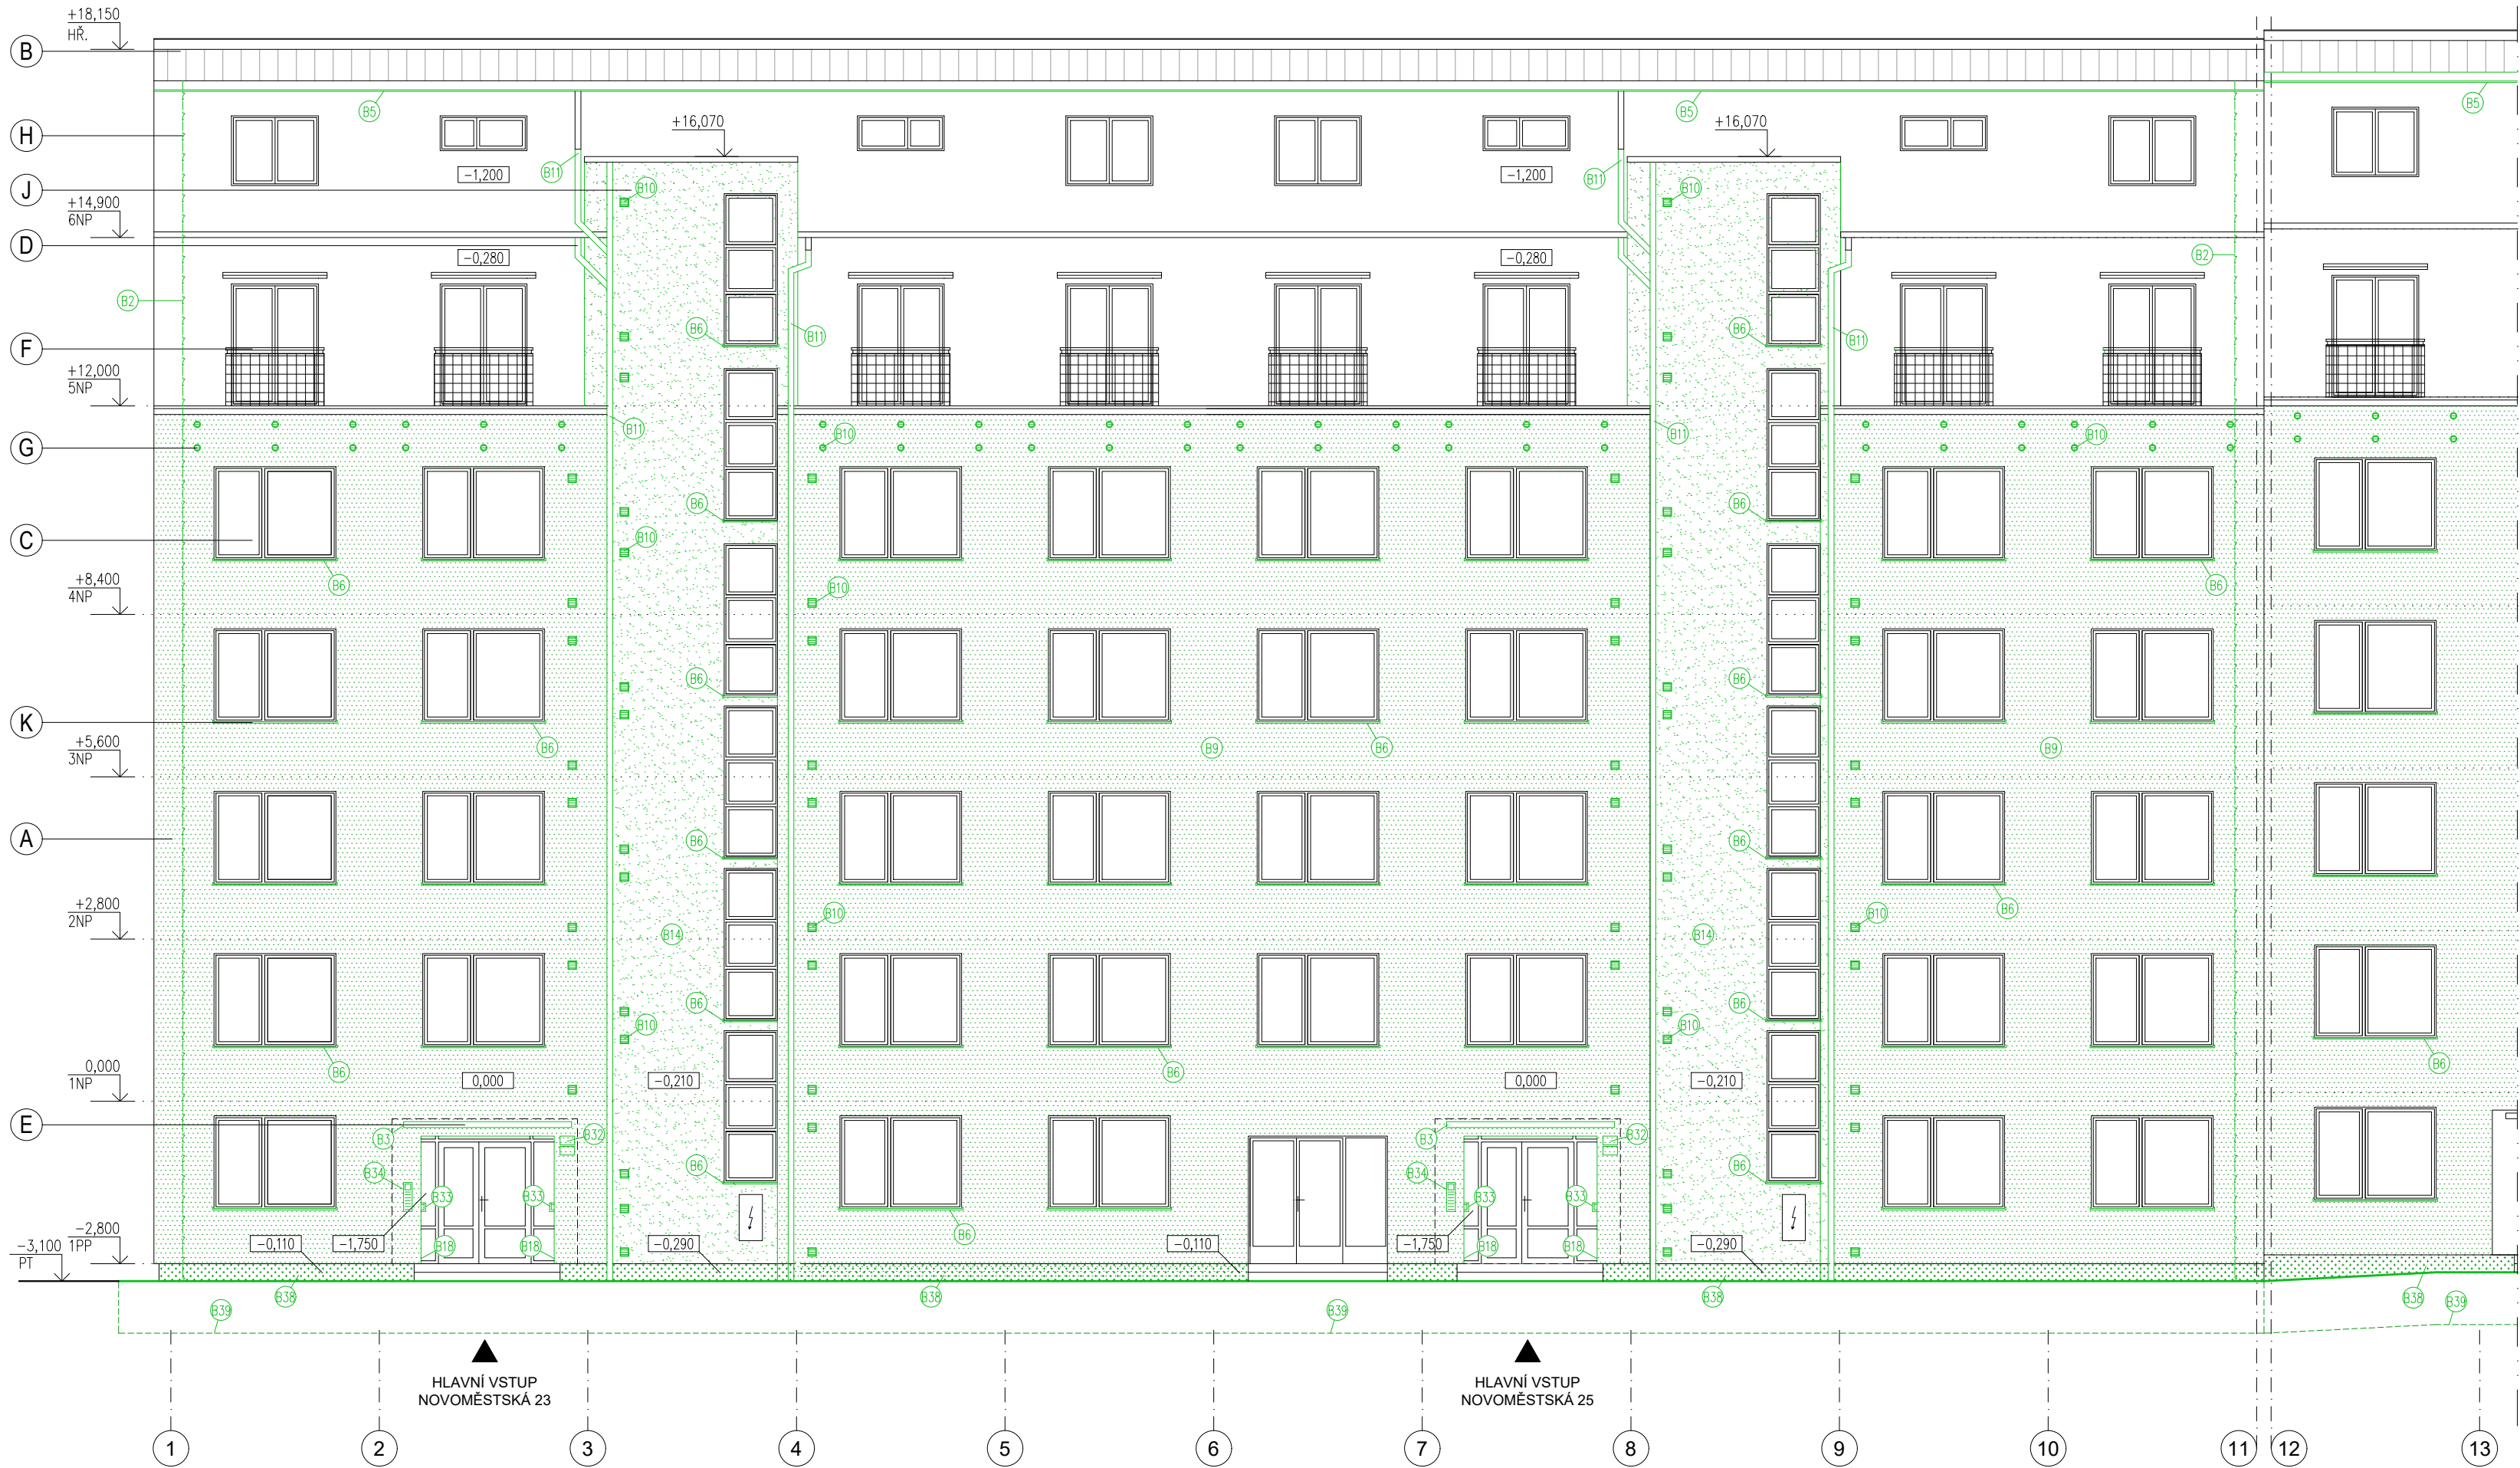 +18,150
HŘ.
B
B5
B5
B5
H
+16,070
+16,070
B11
B11
−1,200
−1,200
J
B10
B10
+14,900
6NP
D
−0,280
−0,280
B2
B2
B6
B11
B6
B11
F
+12,000
5NP
B11
B10
B11
B10
G
B6
B6
C
B10
B6
B6
+8,400
4NP
B10
B6
B6
K
B6
B9
B6
B9
+5,600
3NP
A
B6
B6
+2,800
2NP
B14
B10
B6
B14
B10
B6
B6
B6
B10
B10
0,000
1NP
B6
B6
B6
0,000
−0,210
0,000
−0,210
E
B3
B32
B3
B32
B34
B6
B34
B6
B33
B33
B33
B33
−2,800
1PP
−3,100
PT
−0,110
−1,750
B18
B18
−0,290
B6
−0,110
−1,750
B18
B18
−0,290
B39
B38
B38
B39
B38
B38
B39
HLAVNÍ VSTUP
NOVOMĚSTSKÁ 23
HLAVNÍ VSTUP
NOVOMĚSTSKÁ 25
1
2
3
4
5
6
7
8
9
10
11
12
13